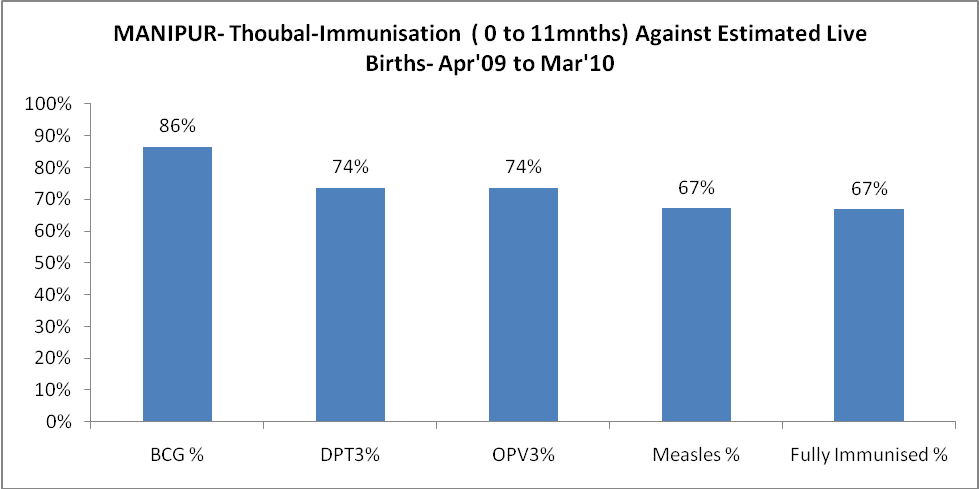 MANIPUR- Thoubal-Immunisation ( 0 to 11mnths) Against Estimated Live
Births- Apr'09 to Mar'10
100%
90%
80%
70%
60%
50%
40%
30%
20%
10%
0%
86%
74%
74%
67%
67%
BCG %
DPT3%
OPV3%
Measles %
Fully Immunised %